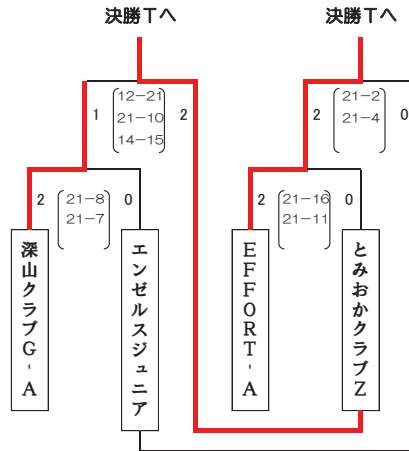 決勝Tへ 決勝Tへ
1 12-21 2 2 21-2 0
21-10 21-4
14-15
2 21-8 0 2 21-16 0
21-7 21-11
深山クラブG-A
エンゼルスジュニア
EFFORT-A
とみおかクラブZ